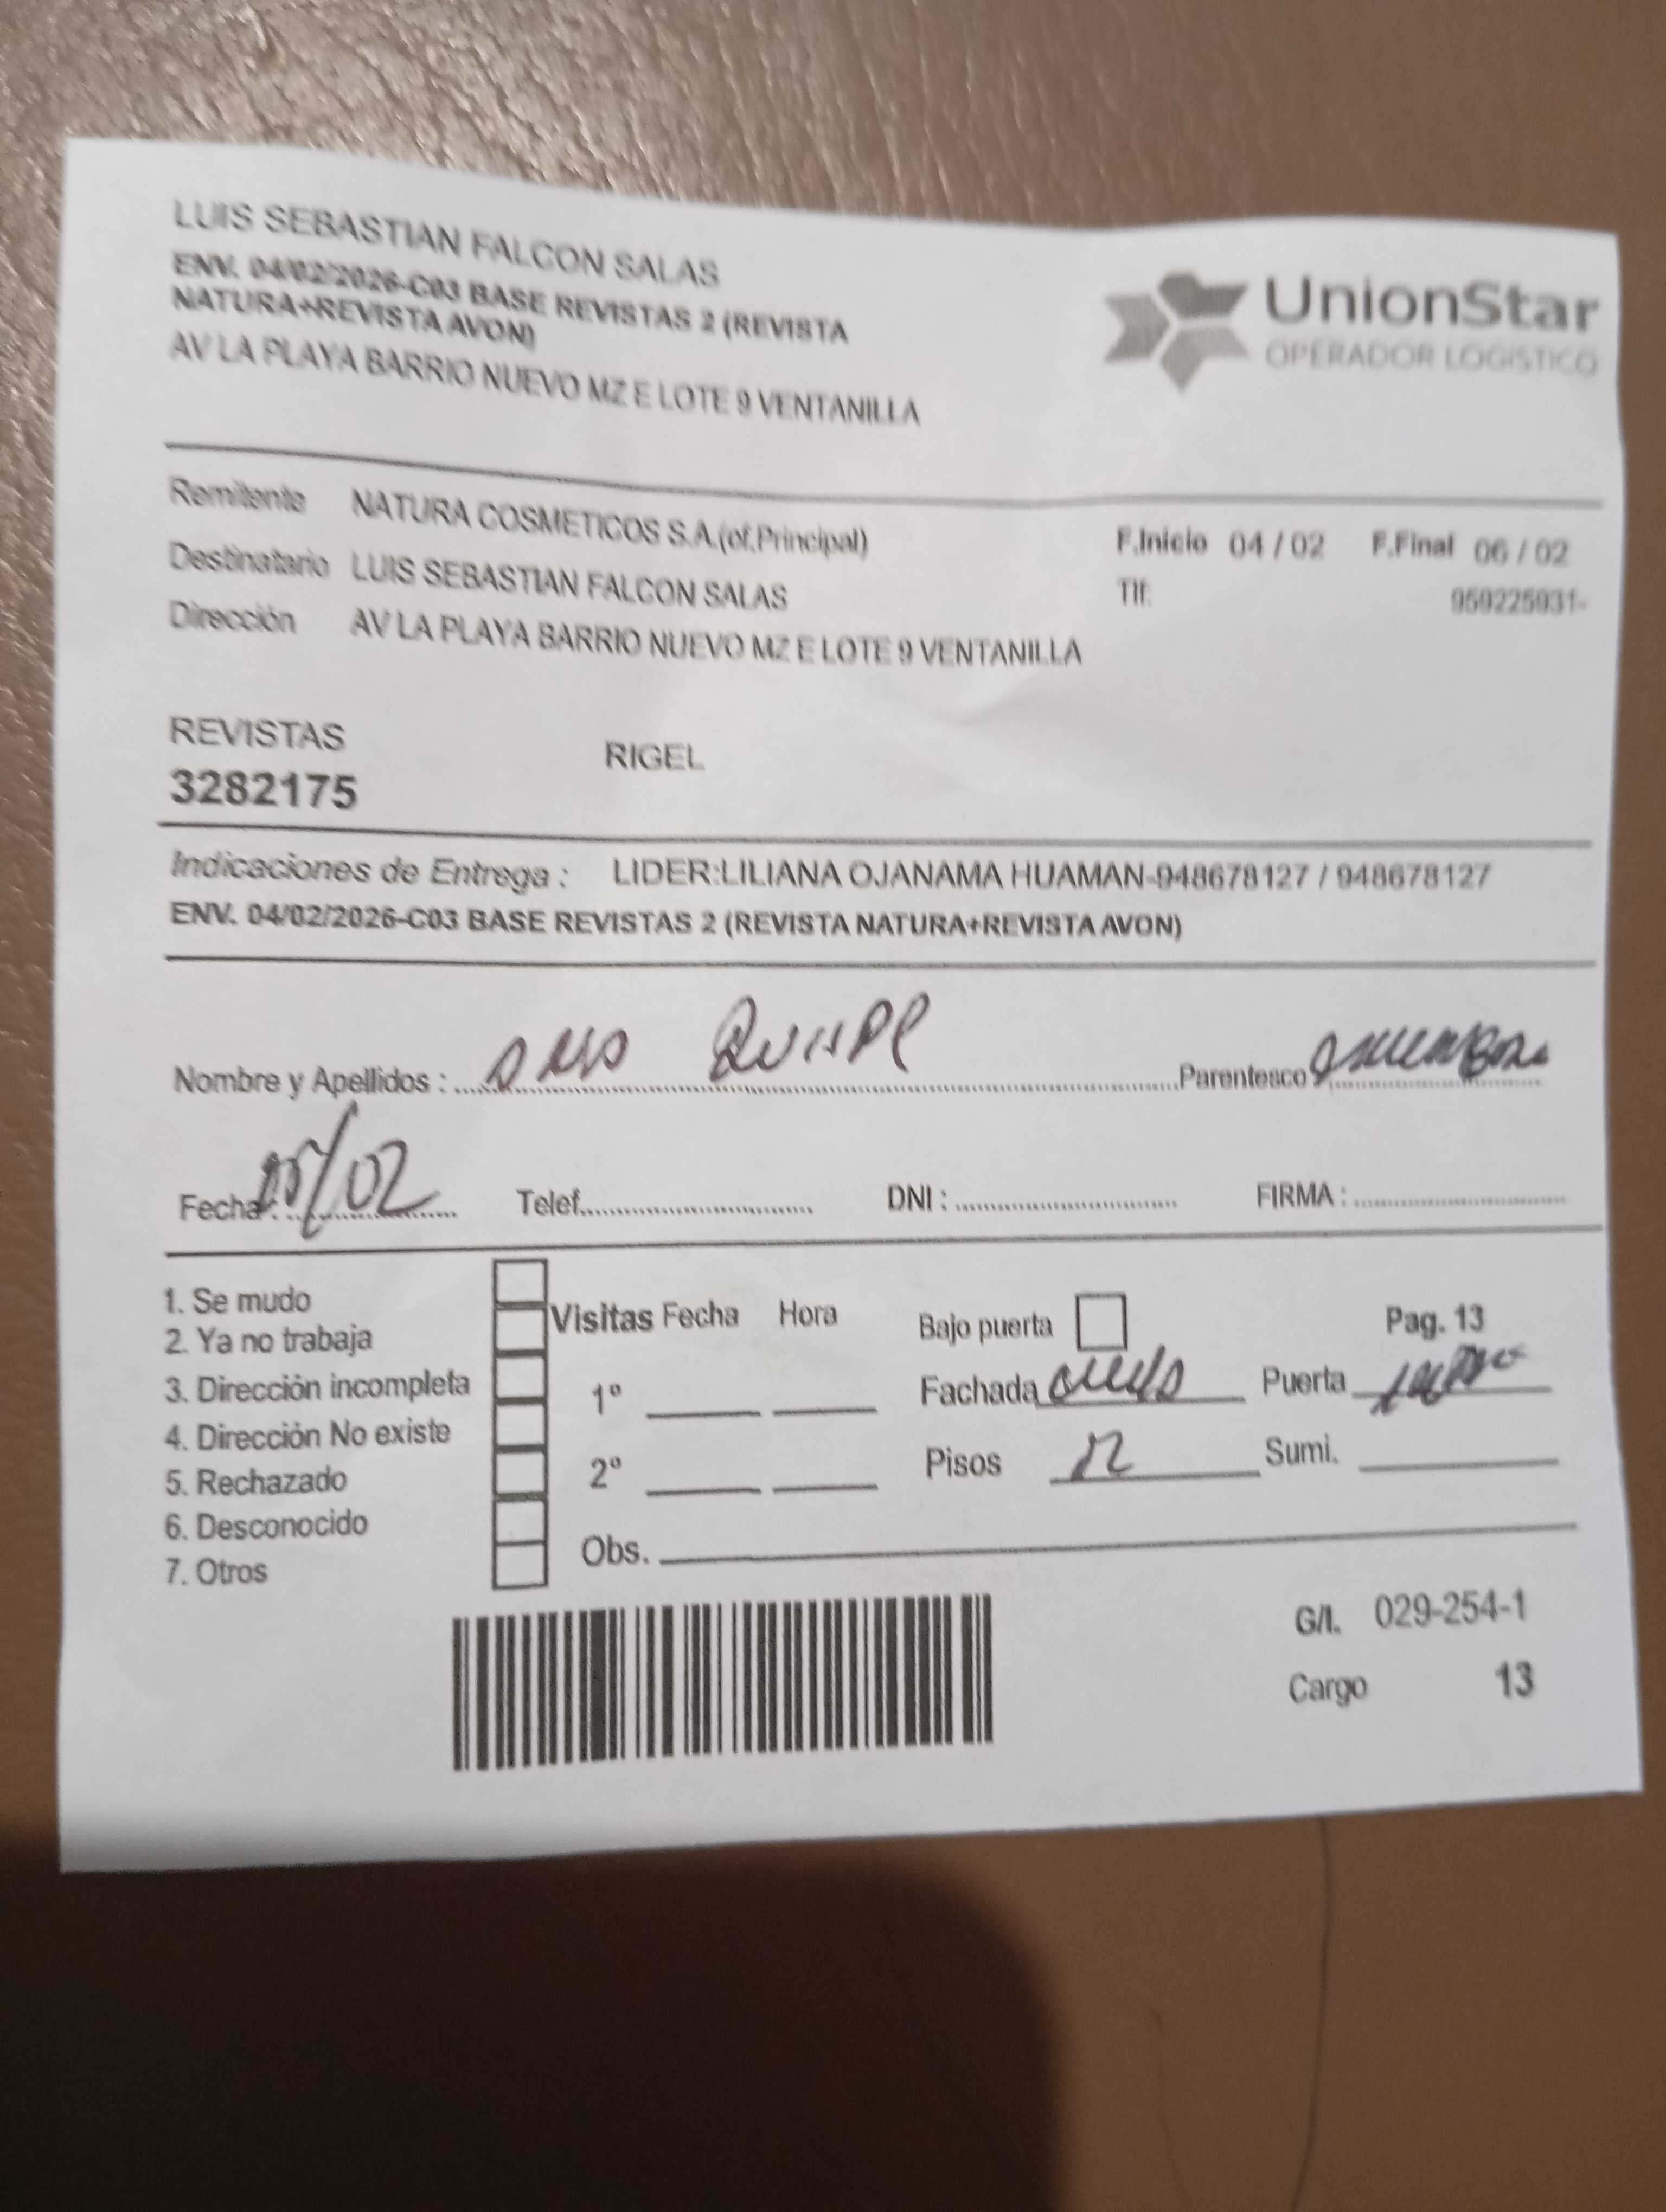 LUIS SEBASTIAN FALCON SALAS
ENV. 04/02/2026-C03 BASE REVISTAS 2 (REVISTA
NATURA+REVISTA AVON)
AV LA PLAYA BARRIO NUEVO MZ E LOTE 9 VENTANILLA
UnionStar
OPERADOR LOGISTICO
Remitente NATURA COSMETICOS S.A.(of.Principal)
F.Inicio 04 / 02 F.Final 06 / 02
Destinatario LUIS SEBASTIAN FALCON SALAS
Tlf: 959225931-
Dirección AV LA PLAYA BARRIO NUEVO MZ E LOTE 9 VENTANILLA
REVISTAS RIGEL
3282175
Indicaciones de Entrega : LIDER:LILIANA OJANAMA HUAMAN-948678127 / 948678127
ENV. 04/02/2026-C03 BASE REVISTAS 2 (REVISTA NATURA+REVISTA AVON)
Nombre y Apellidos : Parentesco
Fecha : 05/02 Telef. DNI : FIRMA :
1. Se mudo
2. Ya no trabaja
3. Dirección incompleta
4. Dirección No existe
5. Rechazado
6. Desconocido
7. Otros
Visitas Fecha Hora
1º
2º
Obs.
Bajo puerta Pag. 13
Fachada Puerta
Pisos Sumi.
G/I. 029-254-1
Cargo 13